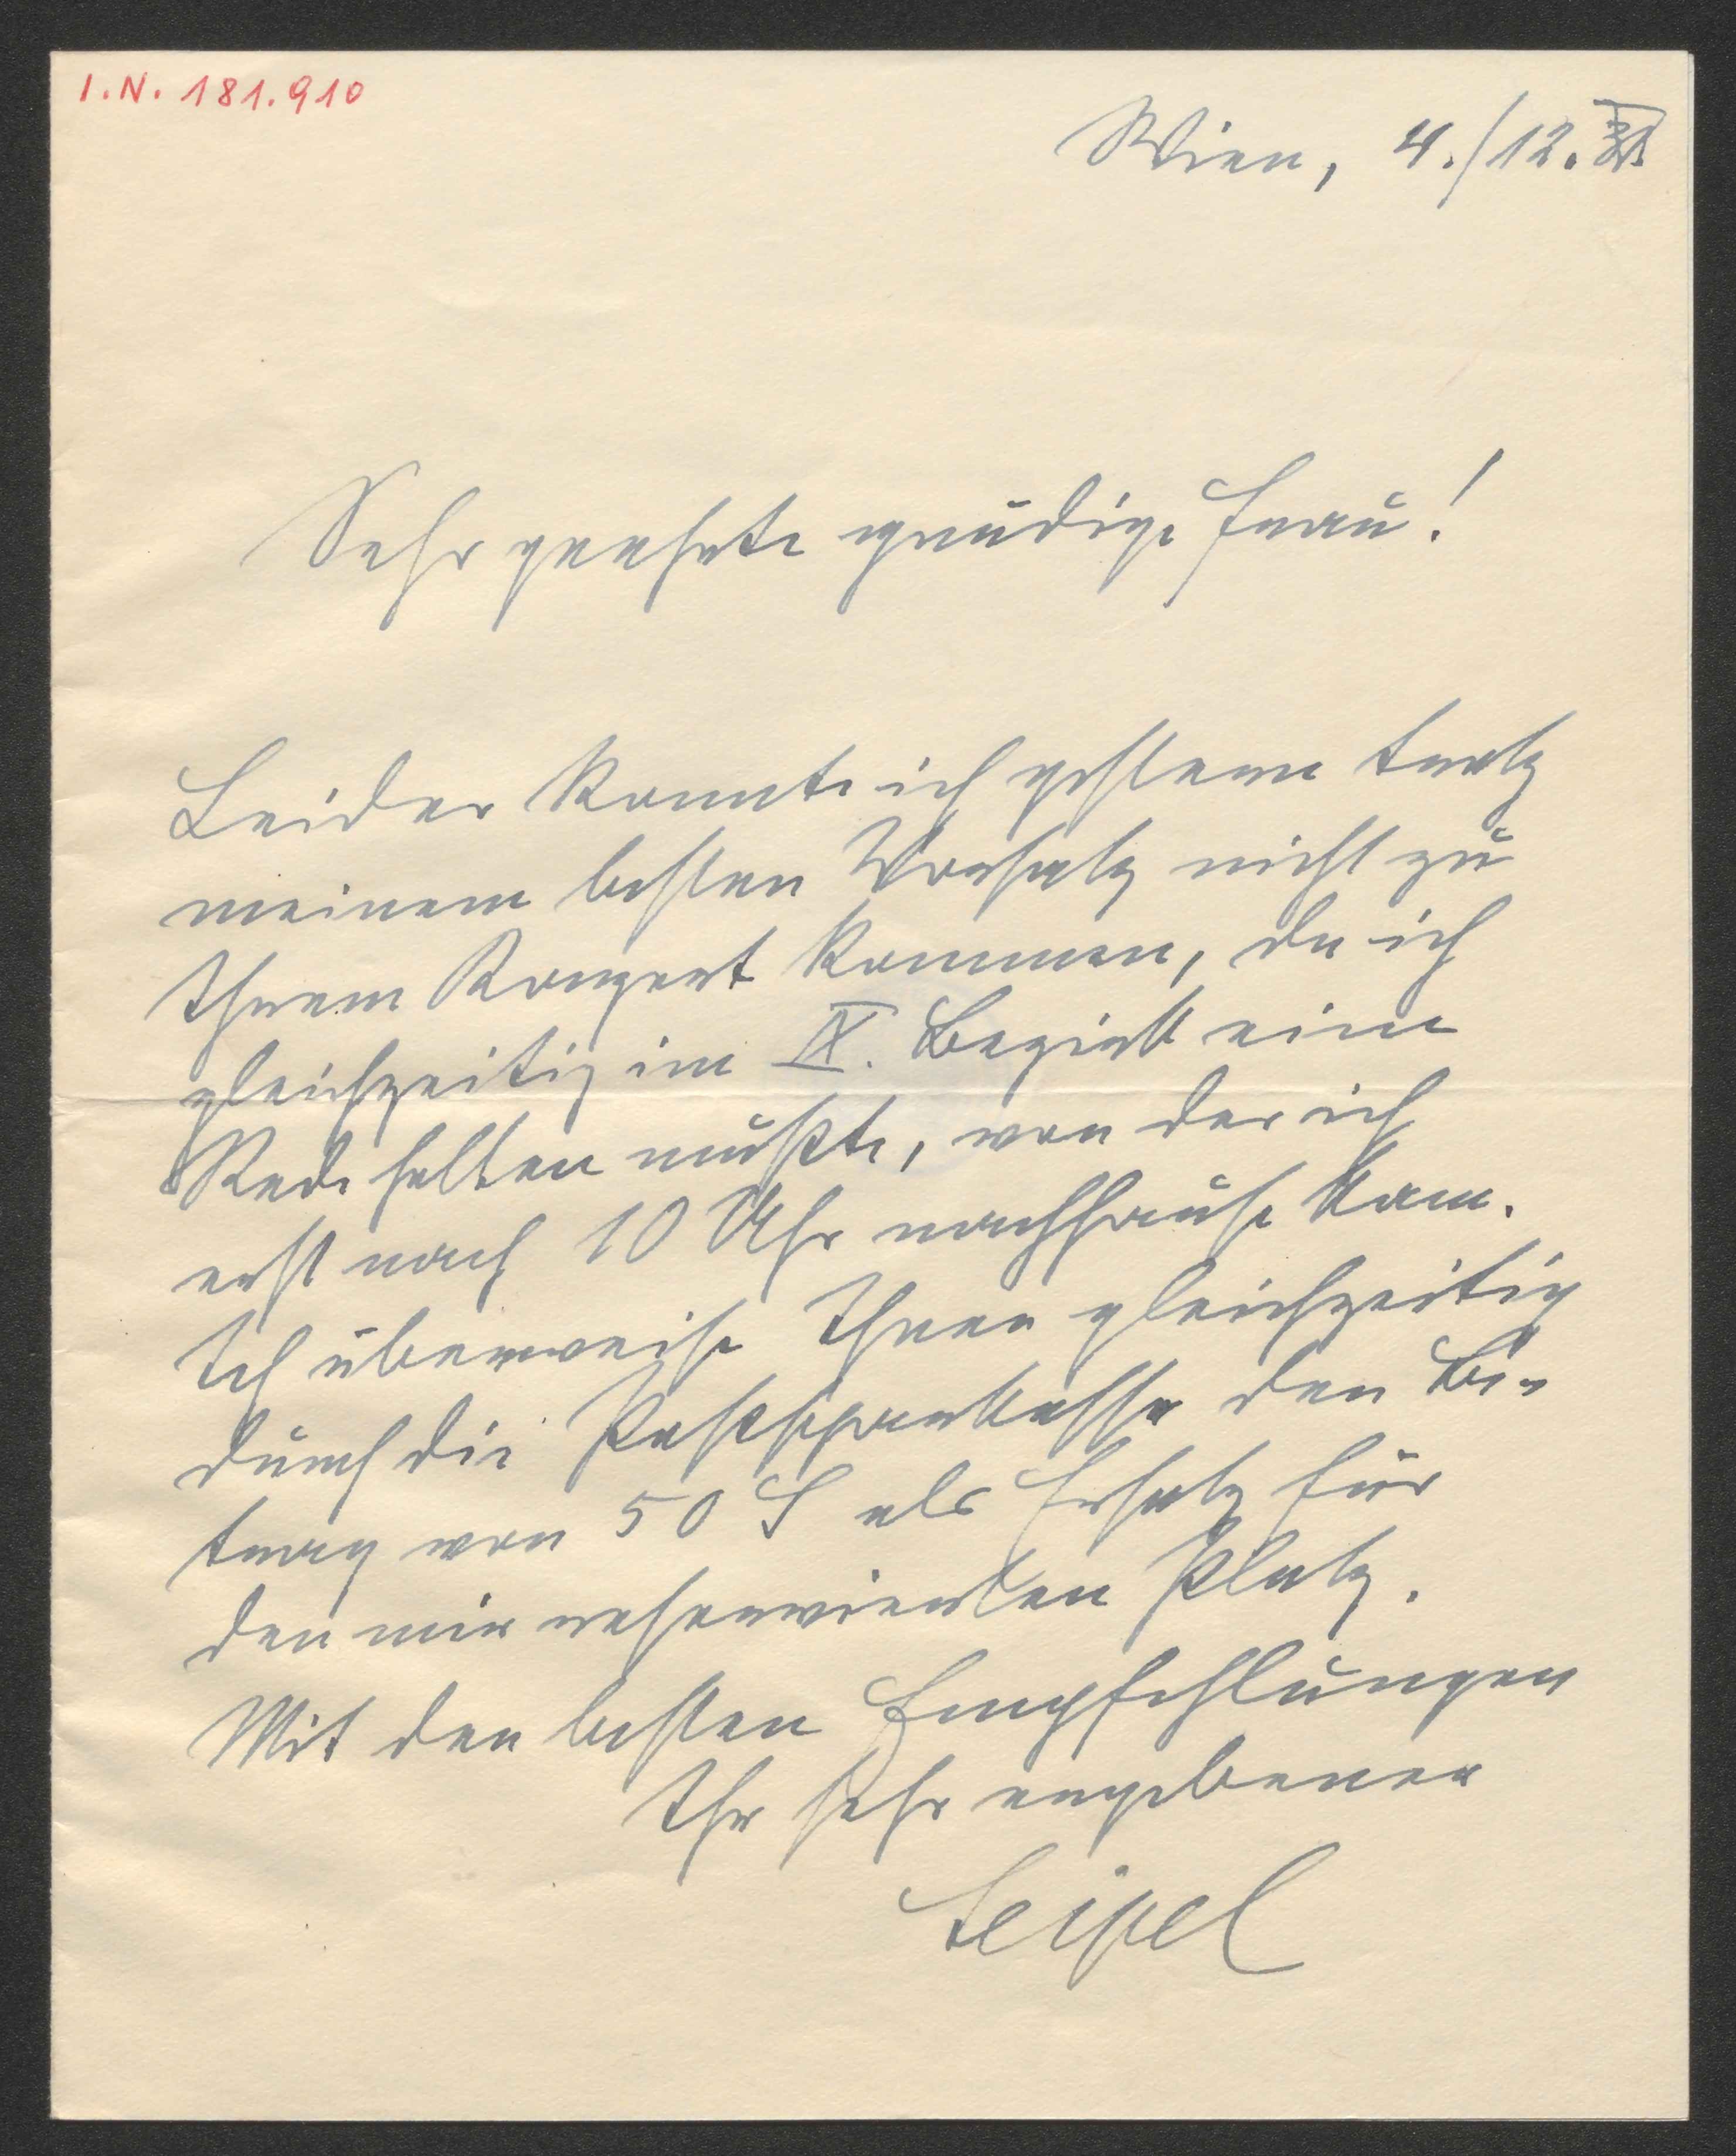 I.N. 181.910
Wien, 4./12.
Sehr geehrte gnädige Frau!
Leider konnte ich gestern trotz
meinem besten Vorsatz nicht zu
Ihrem Konzert kommen, da ich
gleichzeitig im IX. Bezirk eine
Rede halten mußte, von der ich
erst nach 10 Uhr nachhause kam.
Ich überweise Ihnen gleichzeitig
durch die Postsparkasse den Be-
trag von 50 S als Ersatz für
den mir reservierten Platz.
Mit den besten Empfehlungen
Ihr sehr ergebener
Seipel